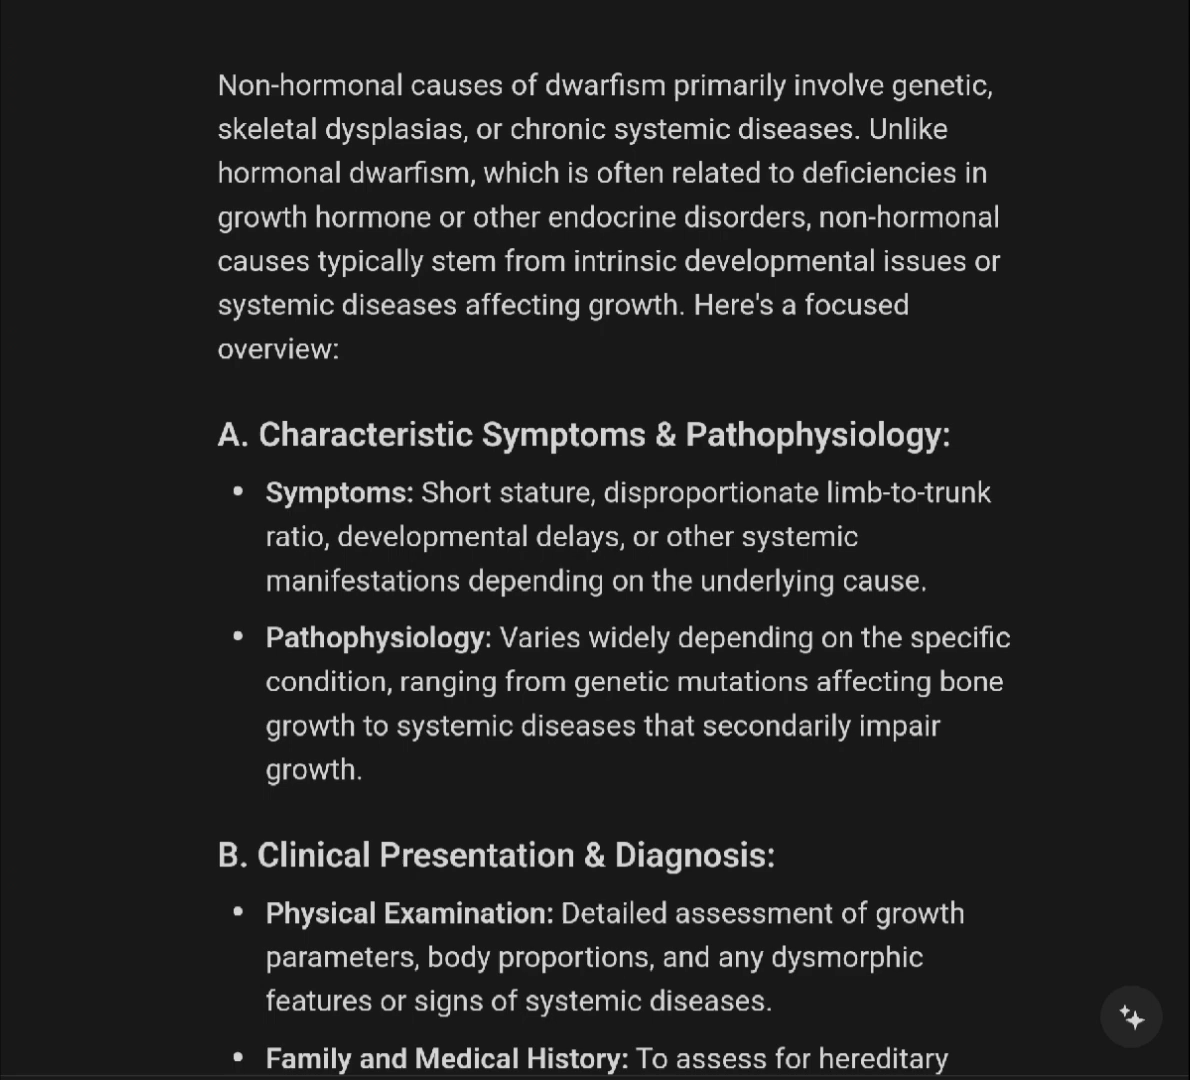 Non-hormonal causes of dwarfism primarily involve genetic,
skeletal dysplasias, or chronic systemic diseases. Unlike
hormonal dwarfism, which is often related to deficiencies in
growth hormone or other endocrine disorders, non-hormonal
causes typically stem from intrinsic developmental issues or
systemic diseases affecting growth. Here's a focused
overview:
A. Characteristic Symptoms & Pathophysiology:
• Symptoms: Short stature, disproportionate limb-to-trunk
ratio, developmental delays, or other systemic
manifestations depending on the underlying cause.
• Pathophysiology: Varies widely depending on the specific
condition, ranging from genetic mutations affecting bone
growth to systemic diseases that secondarily impair
growth.
B. Clinical Presentation & Diagnosis:
• Physical Examination: Detailed assessment of growth
parameters, body proportions, and any dysmorphic
features or signs of systemic diseases.
• Family and Medical History: To assess for hereditary